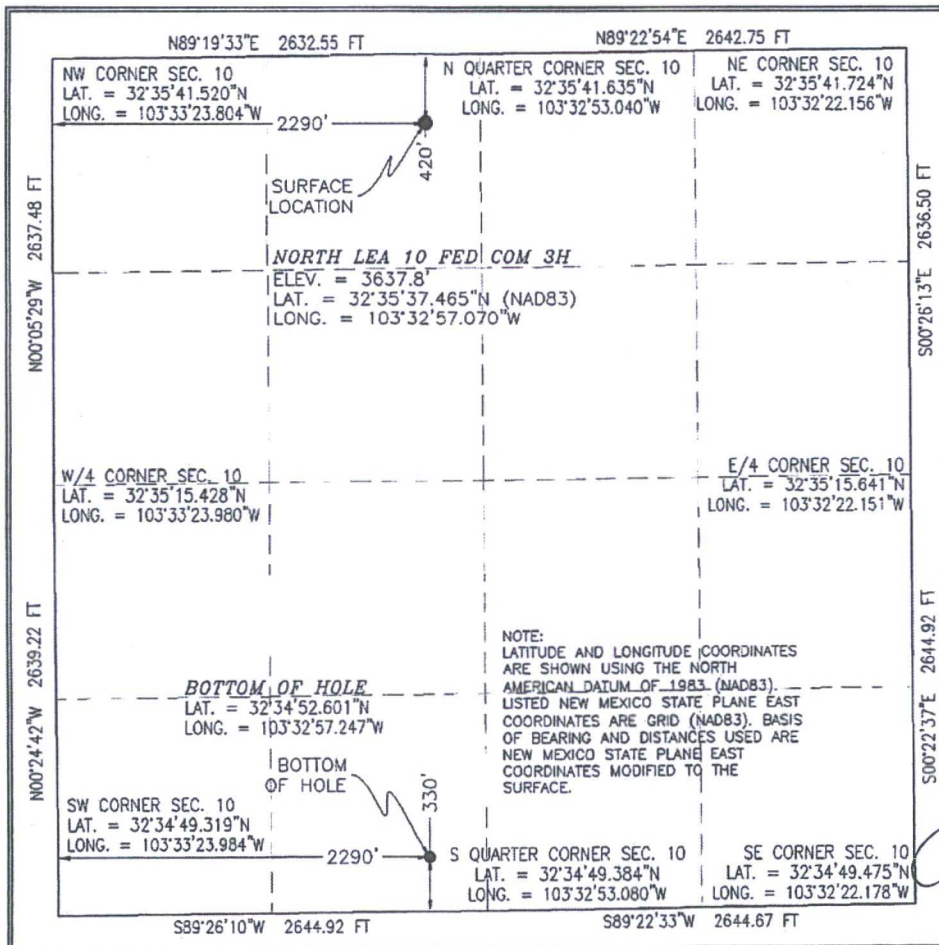 N89°19'33"E 2632.55 FT
N89°22'54"E 2642.75 FT
NW CORNER SEC. 10
LAT. = 32°35'41.520"N
LONG. = 103°33'23.804"W
N QUARTER CORNER SEC. 10
LAT. = 32°35'41.635"N
LONG. = 103°32'53.040"W
NE CORNER SEC. 10
LAT. = 32°35'41.724"N
LONG. = 103°32'22.156"W
2290'
420'
SURFACE
LOCATION
N00°05'29"W 2637.48 FT
S00°26'13"E 2636.50 FT
NORTH LEA 10 FED COM 3H
ELEV. = 3637.8'
LAT. = 32°35'37.465"N (NAD83)
LONG. = 103°32'57.070"W
W/4 CORNER SEC. 10
LAT. = 32°35'15.428"N
LONG. = 103°33'23.980"W
E/4 CORNER SEC. 10
LAT. = 32°35'15.641"N
LONG. = 103°32'22.151"W
N00°24'42"W 2639.22 FT
S00°22'37"E 2644.92 FT
NOTE:
LATITUDE AND LONGITUDE COORDINATES
ARE SHOWN USING THE NORTH
AMERICAN DATUM OF 1983 (NAD83).
LISTED NEW MEXICO STATE PLANE EAST
COORDINATES ARE GRID (NAD83). BASIS
OF BEARING AND DISTANCES USED ARE
NEW MEXICO STATE PLANE EAST
COORDINATES MODIFIED TO THE
SURFACE.
BOTTOM OF HOLE
LAT. = 32°34'52.601"N
LONG. = 103°32'57.247"W
BOTTOM
OF HOLE
330'
SW CORNER SEC. 10
LAT. = 32°34'49.319"N
LONG. = 103°33'23.984"W
2290'
S QUARTER CORNER SEC. 10
LAT. = 32°34'49.384"N
LONG. = 103°32'53.080"W
SE CORNER SEC. 10
LAT. = 32°34'49.475"N
LONG. = 103°32'22.178"W
S89°26'10"W 2644.92 FT
S89°22'33"W 2644.67 FT